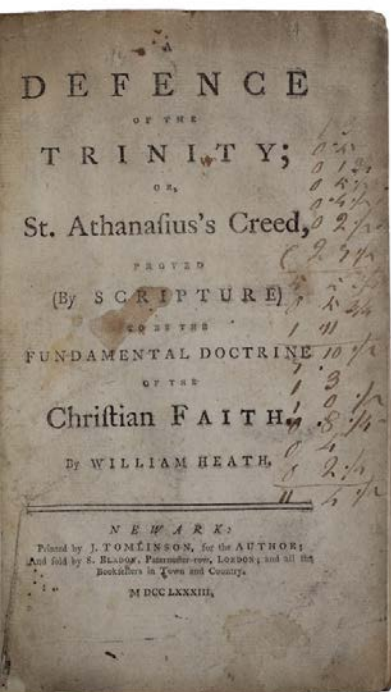 A
DEFENCE
OF THE
TRINITY;
OR,
St. Athanaſius's Creed,
PROVED
(By SCRIPTURE)
TO BE THE
FUNDAMENTAL DOCTRINE
OF THE
Chriſtian FAITH.
By WILLIAM HEATH.
NEWARK:
Printed by J. TOMLINSON, for the AUTHOR;
And ſold by S. BLADON, Paternoſter-row, LONDON; and all the
Bookſellers in Town and Country.
M DCC LXXXIII.